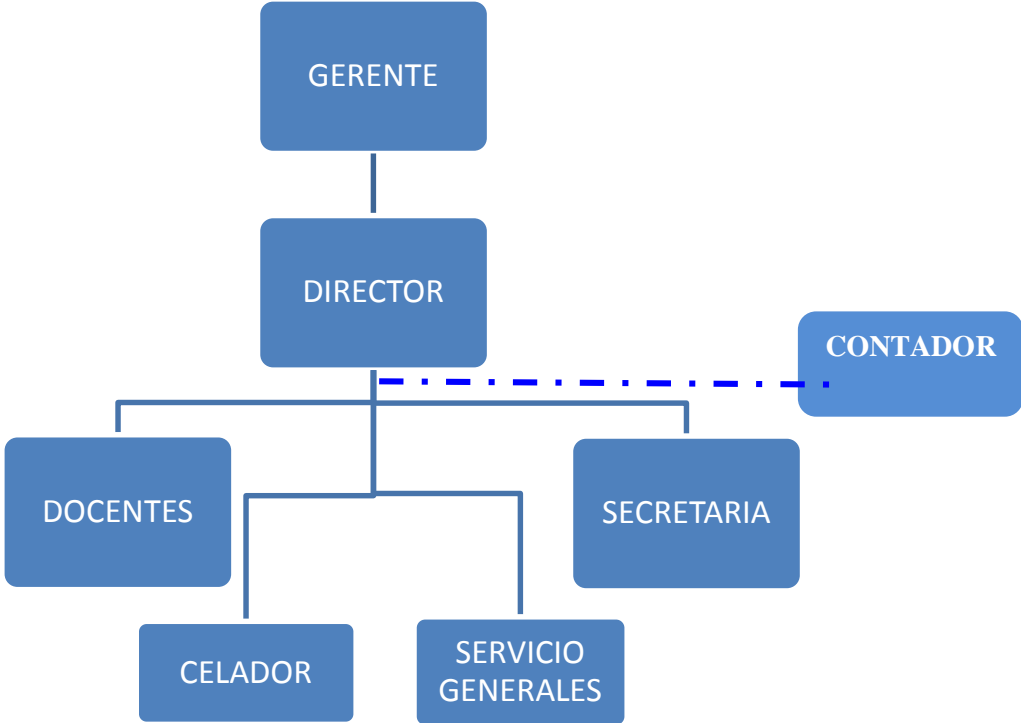 GERENTE
DIRECTOR
CONTADOR
DOCENTES
SECRETARIA
CELADOR
SERVICIO
GENERALES